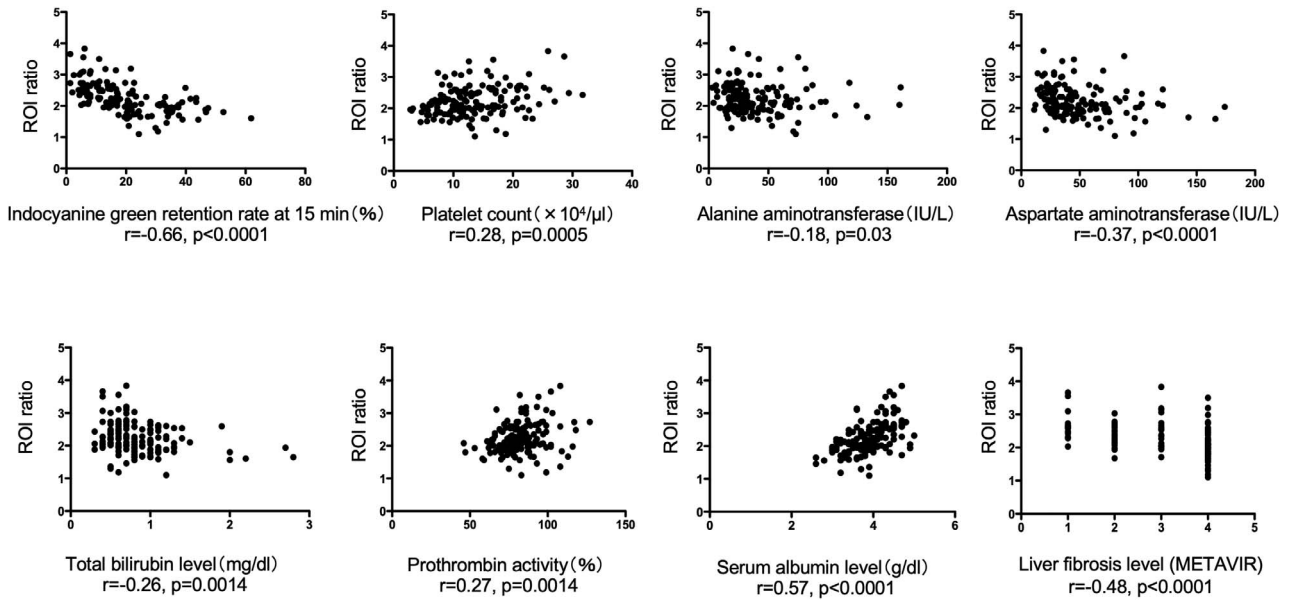 5
4
3
2
1
0
ROI ratio
0 20 40 60 80
Indocyanine green retention rate at 15 min(%)
r=-0.66, p<0.0001
5
4
3
2
1
0
ROI ratio
0 10 20 30 40
Platelet count(×10⁴/μl)
r=0.28, p=0.0005
5
4
3
2
1
0
ROI ratio
0 50 100 150 200
Alanine aminotransferase(IU/L)
r=-0.18, p=0.03
5
4
3
2
1
0
ROI ratio
0 50 100 150 200
Aspartate aminotransferase(IU/L)
r=-0.37, p<0.0001
5
4
3
2
1
0
ROI ratio
0 1 2 3
Total bilirubin level(mg/dl)
r=-0.26, p=0.0014
5
4
3
2
1
0
ROI ratio
0 50 100 150
Prothrombin activity(%)
r=0.27, p=0.0014
5
4
3
2
1
0
ROI ratio
0 2 4 6
Serum albumin level(g/dl)
r=0.57, p<0.0001
5
4
3
2
1
0
ROI ratio
0 1 2 3 4 5
Liver fibrosis level (METAVIR)
r=-0.48, p<0.0001